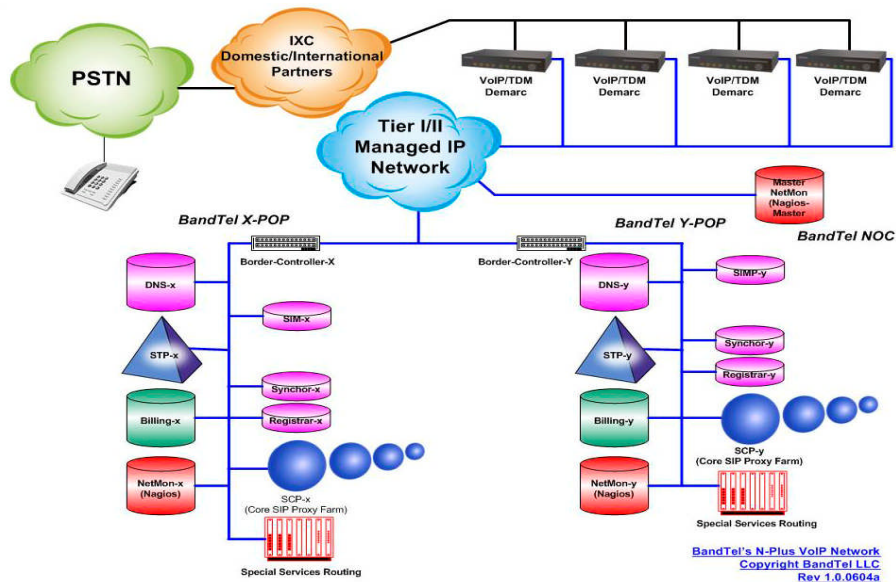 PSTN
IXC
Domestic/International
Partners
VoIP/TDM
Demarc
VoIP/TDM
Demarc
VoIP/TDM
Demarc
VoIP/TDM
Demarc
Tier I/II
Managed IP
Network
Master
NetMon
(Nagios-
Master
BandTel NOC
BandTel X-POP
Border-Controller-X
DNS-x
SIM-x
STP-x
Synchor-x
Billing-x
Registrar-x
NetMon-x
(Nagios)
SCP-x
(Core SIP Proxy Farm)
Special Services Routing
BandTel Y-POP
Border-Controller-Y
DNS-y
SIMP-y
STP-y
Synchor-y
Registrar-y
Billing-y
SCP-y
(Core SIP Proxy Farm)
NetMon-y
(Nagios)
Special Services Routing
BandTel's N-Plus VoIP Network
Copyright BandTel LLC
Rev 1.0.0604a